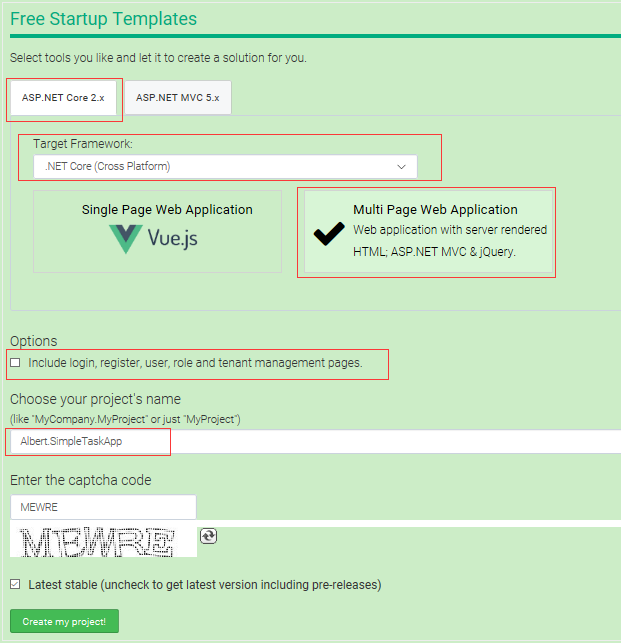 Free Startup Templates
Select tools you like and let it to create a solution for you.
ASP.NET Core 2.x
ASP.NET MVC 5.x
Target Framework:
.NET Core (Cross Platform)
Single Page Web Application
Vue.js
Multi Page Web Application
Web application with server rendered
HTML; ASP.NET MVC & jQuery.
Options
Include login, register, user, role and tenant management pages.
Choose your project's name
(like "MyCompany.MyProject" or just "MyProject")
Albert.SimpleTaskApp
Enter the captcha code
MEWRE
MEWRE
Latest stable (uncheck to get latest version including pre-releases)
Create my project!